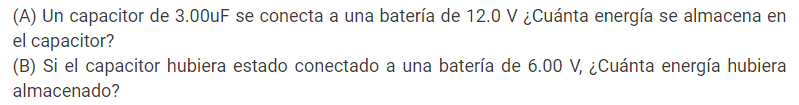 (A) Un capacitor de 3.00uF se conecta a una batería de 12.0 V ¿Cuánta energía se almacena en
el capacitor?
(B) Si el capacitor hubiera estado conectado a una batería de 6.00 V, ¿Cuánta energía hubiera
almacenado?